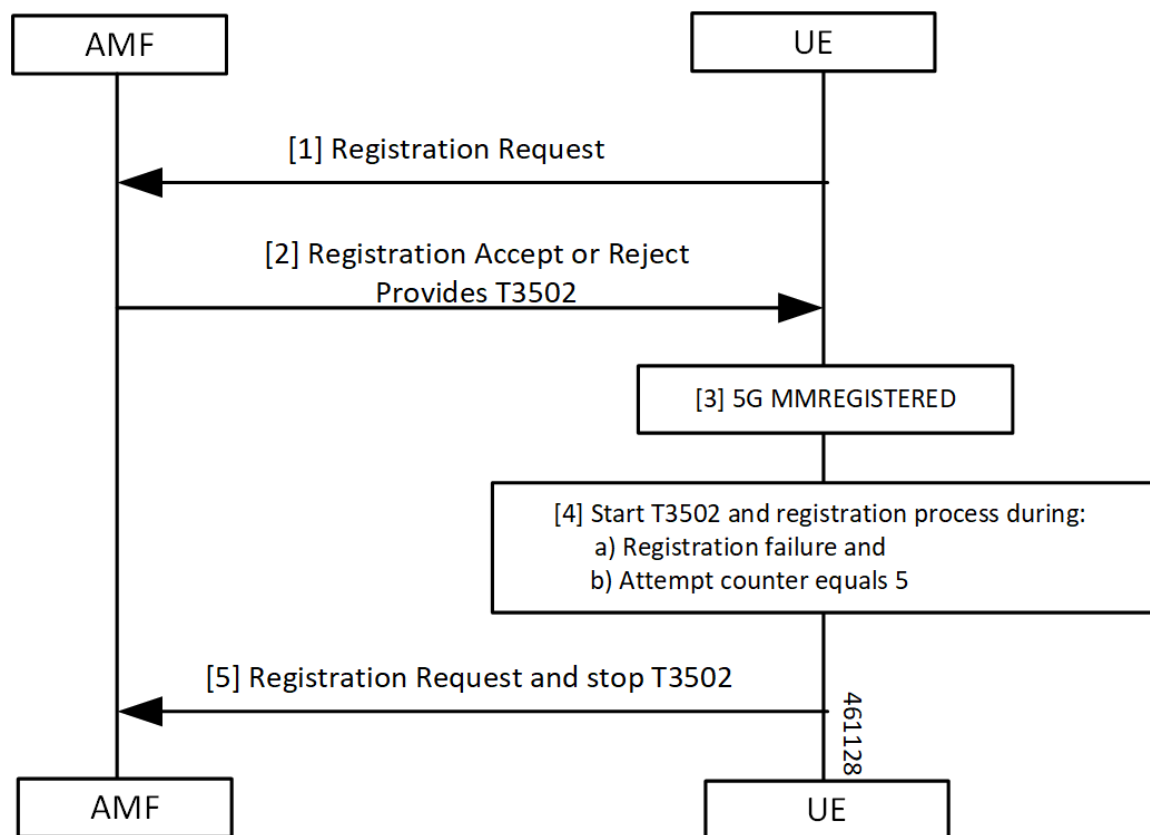 AMF
UE
[1] Registration Request
[2] Registration Accept or Reject
Provides T3502
[3] 5G MMREGISTERED
[4] Start T3502 and registration process during:
a) Registration failure and
b) Attempt counter equals 5
[5] Registration Request and stop T3502
461128
AMF
UE